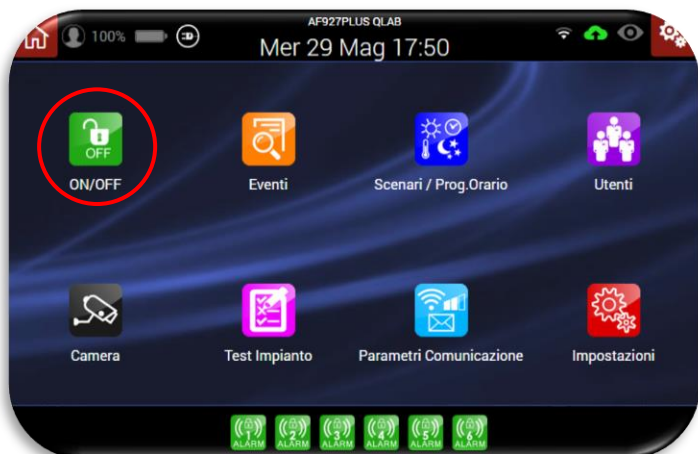 AF927PLUS QLAB
100%
Mer 29 Mag 17:50
OFF
ON/OFF
Eventi
Scenari / Prog.Orario
Utenti
Camera
Test Impianto
Parametri Comunicazione
Impostazioni
1 2 3 4 5 6
ALARM ALARM ALARM ALARM ALARM ALARM